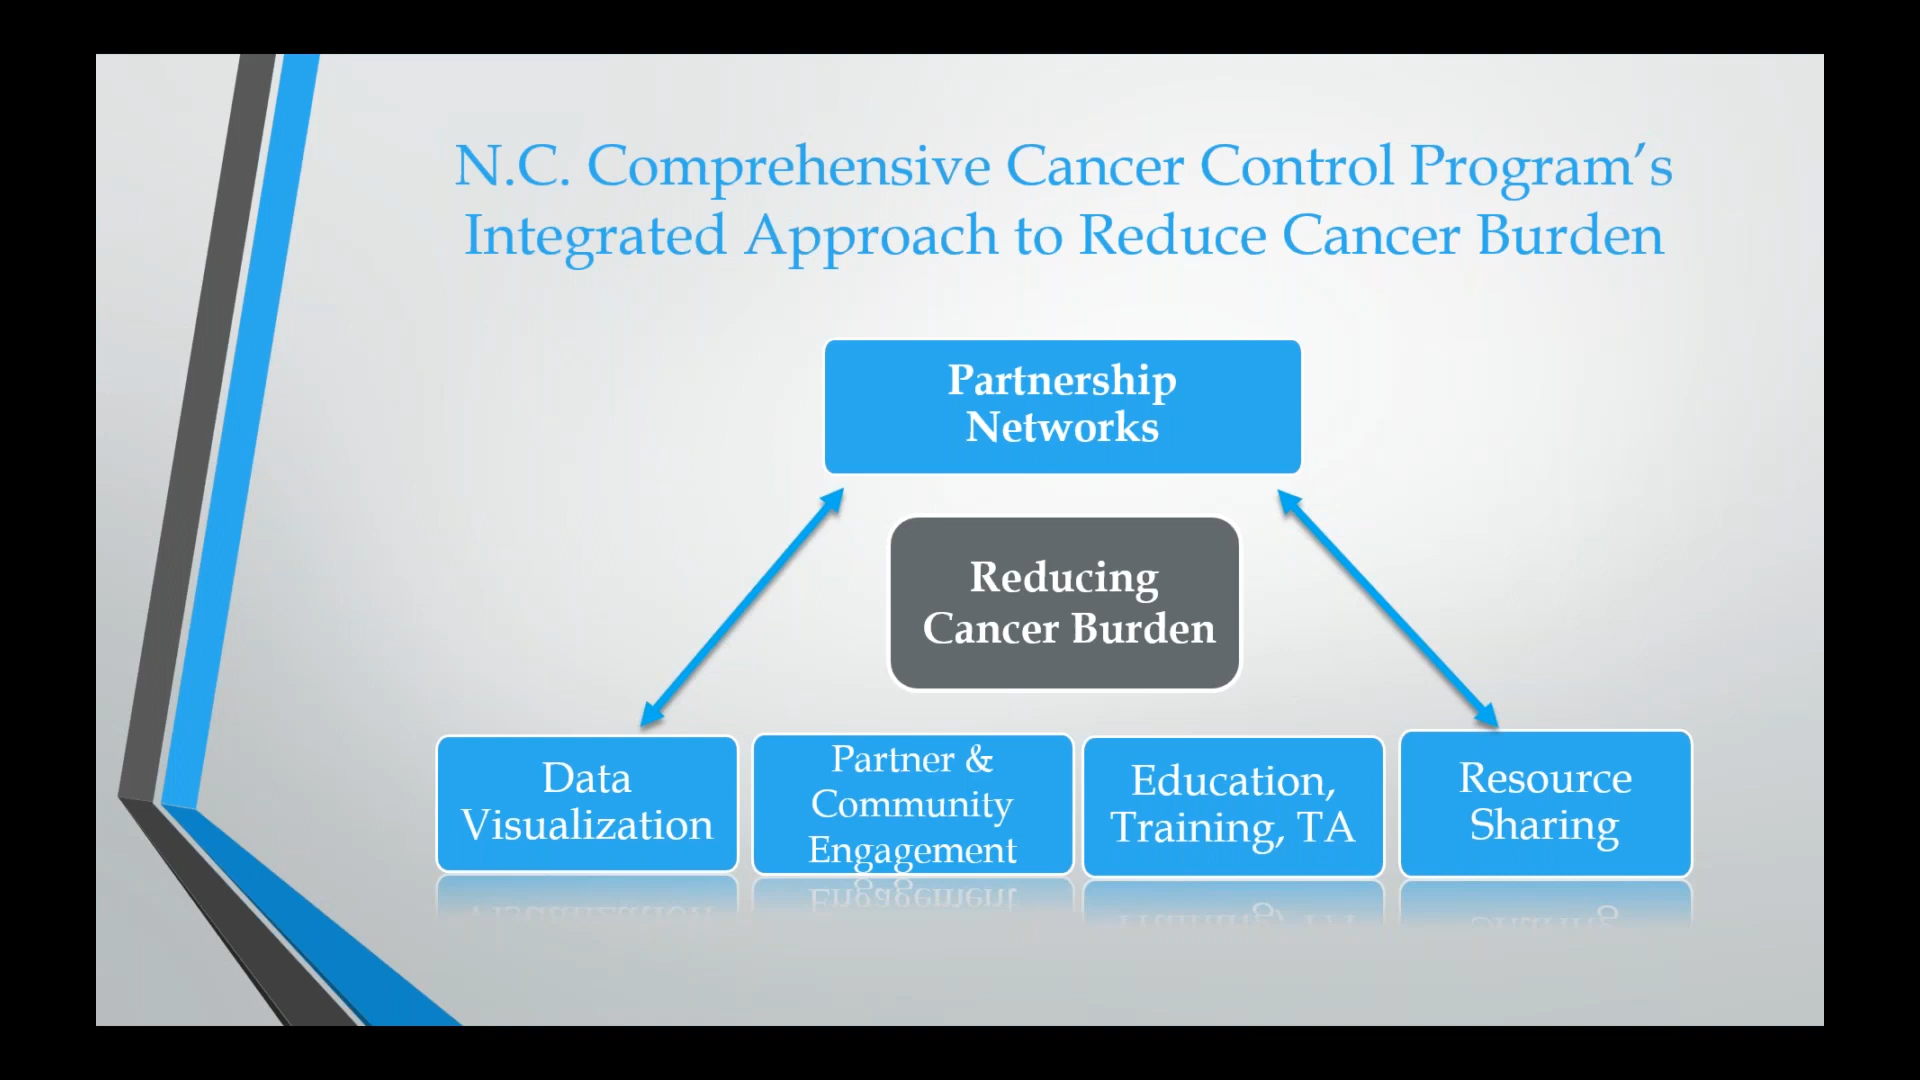 N.C. Comprehensive Cancer Control Program’s
Integrated Approach to Reduce Cancer Burden
Partnership
Networks
Reducing
Cancer Burden
Data
Visualization
Partner &
Community
Engagement
Education,
Training, TA
Resource
Sharing